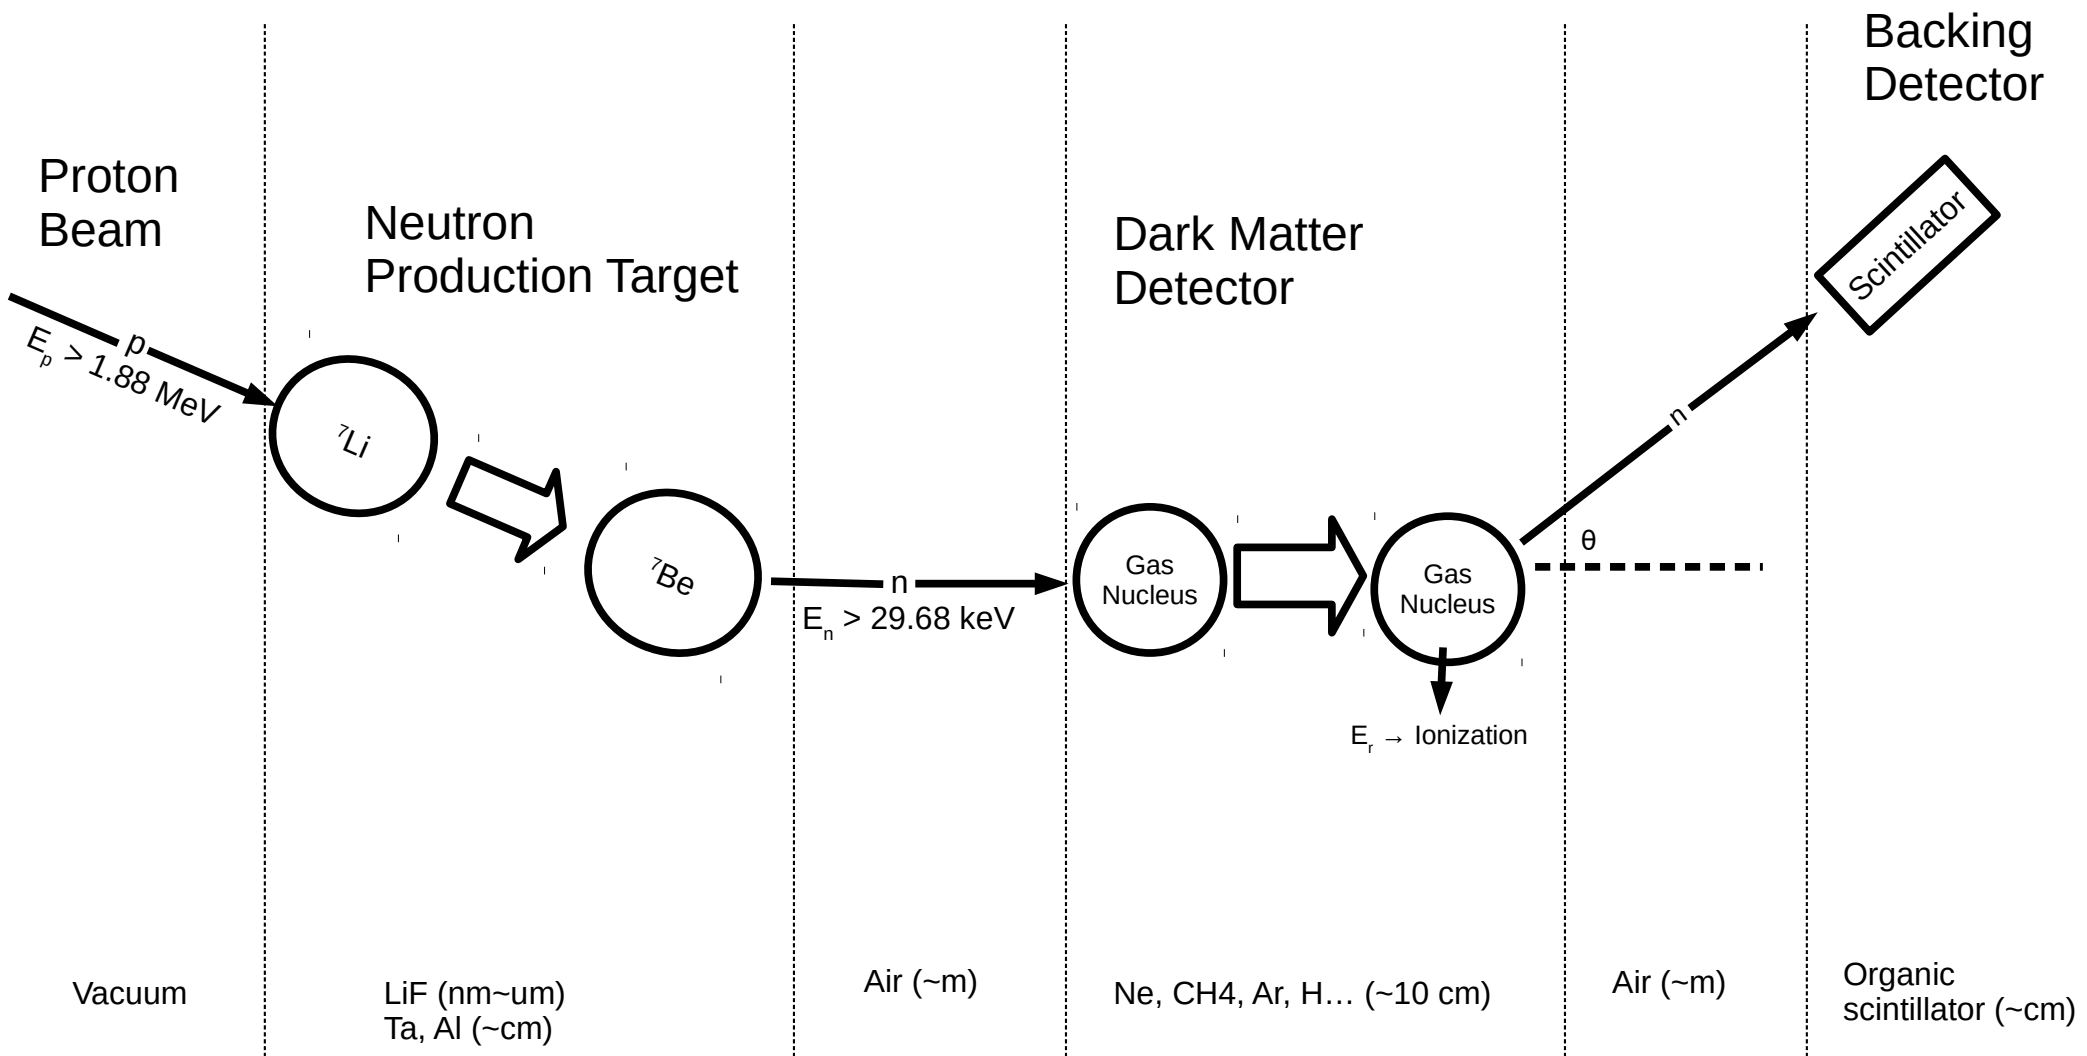 Proton
Beam
p
Eₚ > 1.88 MeV
Neutron
Production Target
⁷Li
⁷Be
n
Eₙ > 29.68 keV
Dark Matter
Detector
Gas
Nucleus
Gas
Nucleus
Eᵣ → Ionization
n
θ
Backing
Detector
Scintillator
Vacuum
LiF (nm~um)
Ta, Al (~cm)
Air (~m)
Ne, CH4, Ar, H… (~10 cm)
Air (~m)
Organic
scintillator (~cm)